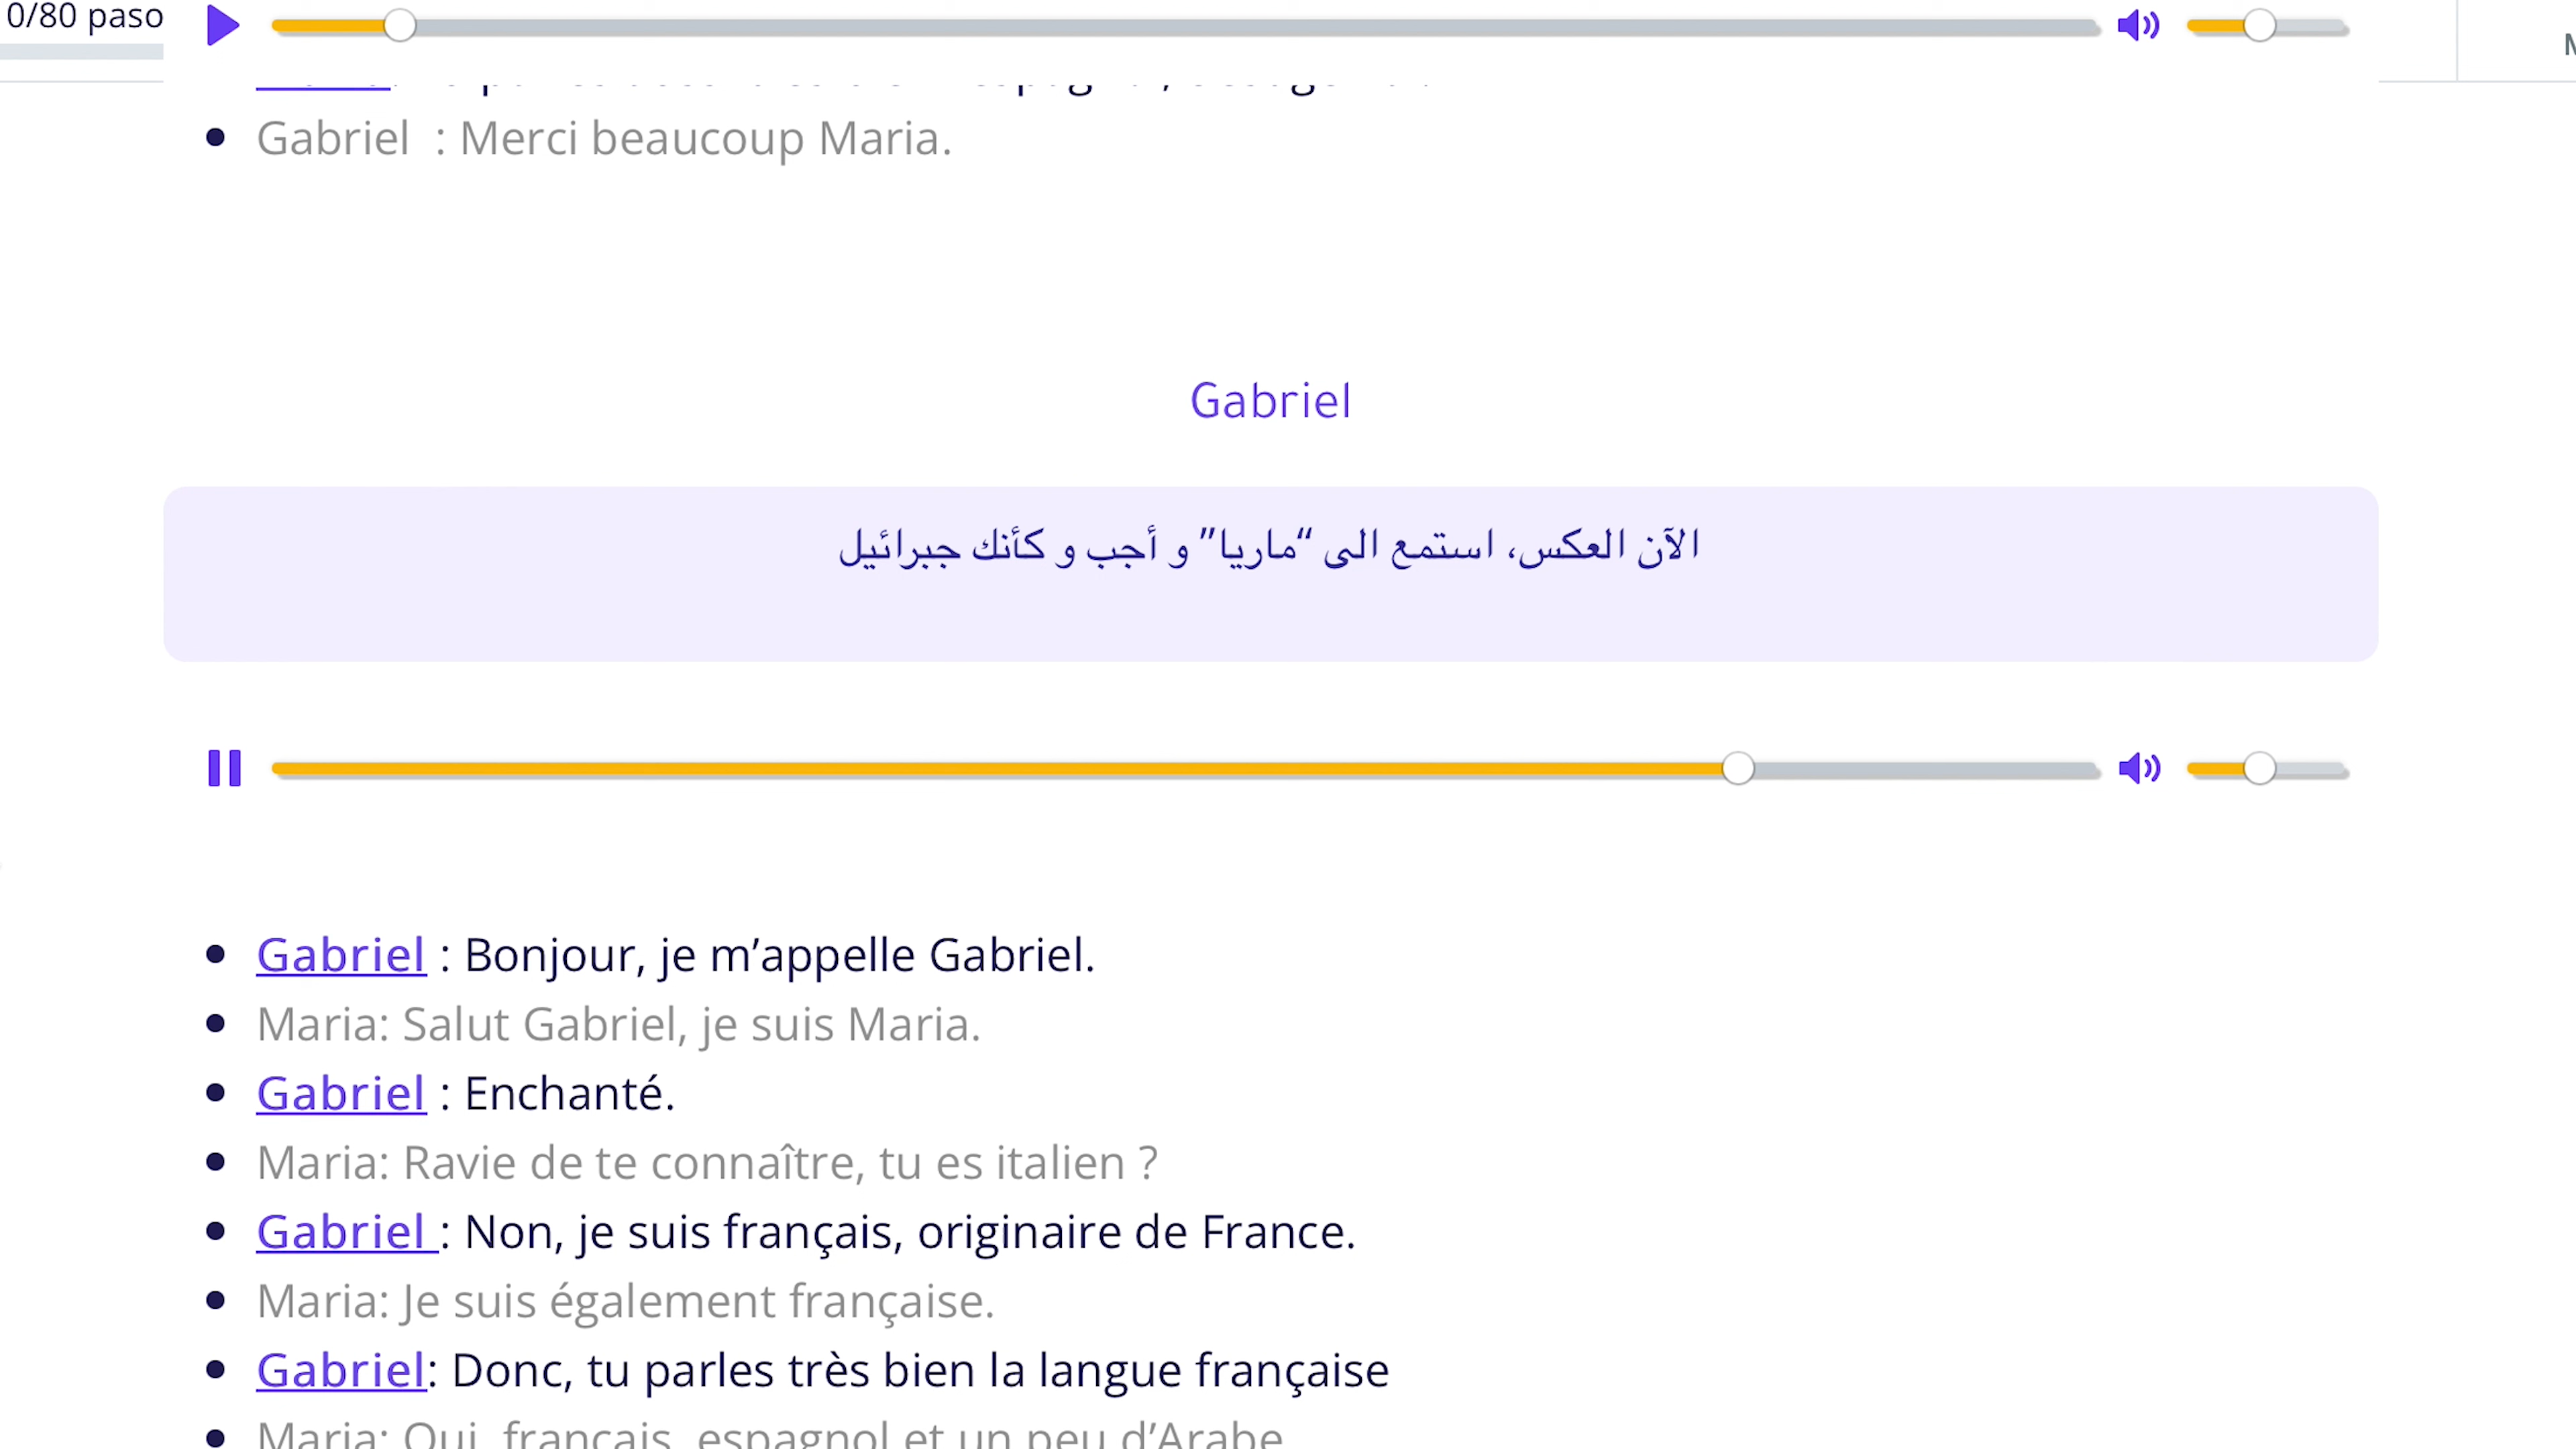 0/80 paso
Gabriel : Merci beaucoup Maria.
Gabriel
الآن العكس، استمع الى “ماريا” و أجب و كأنك جبرائيل
Gabriel : Bonjour, je m’appelle Gabriel.
Maria: Salut Gabriel, je suis Maria.
Gabriel : Enchanté.
Maria: Ravie de te connaître, tu es italien ?
Gabriel : Non, je suis français, originaire de France.
Maria: Je suis également française.
Gabriel: Donc, tu parles très bien la langue française
Maria: Oui, français, espagnol et un peu d’Arabe